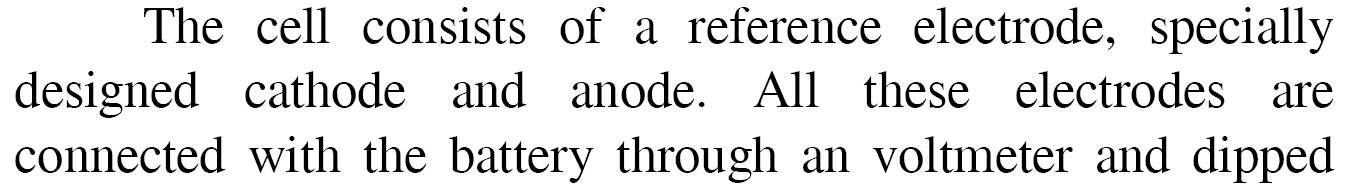 The cell consists of a reference electrode, specially
designed cathode and anode. All these electrodes are
connected with the battery through an voltmeter and dipped